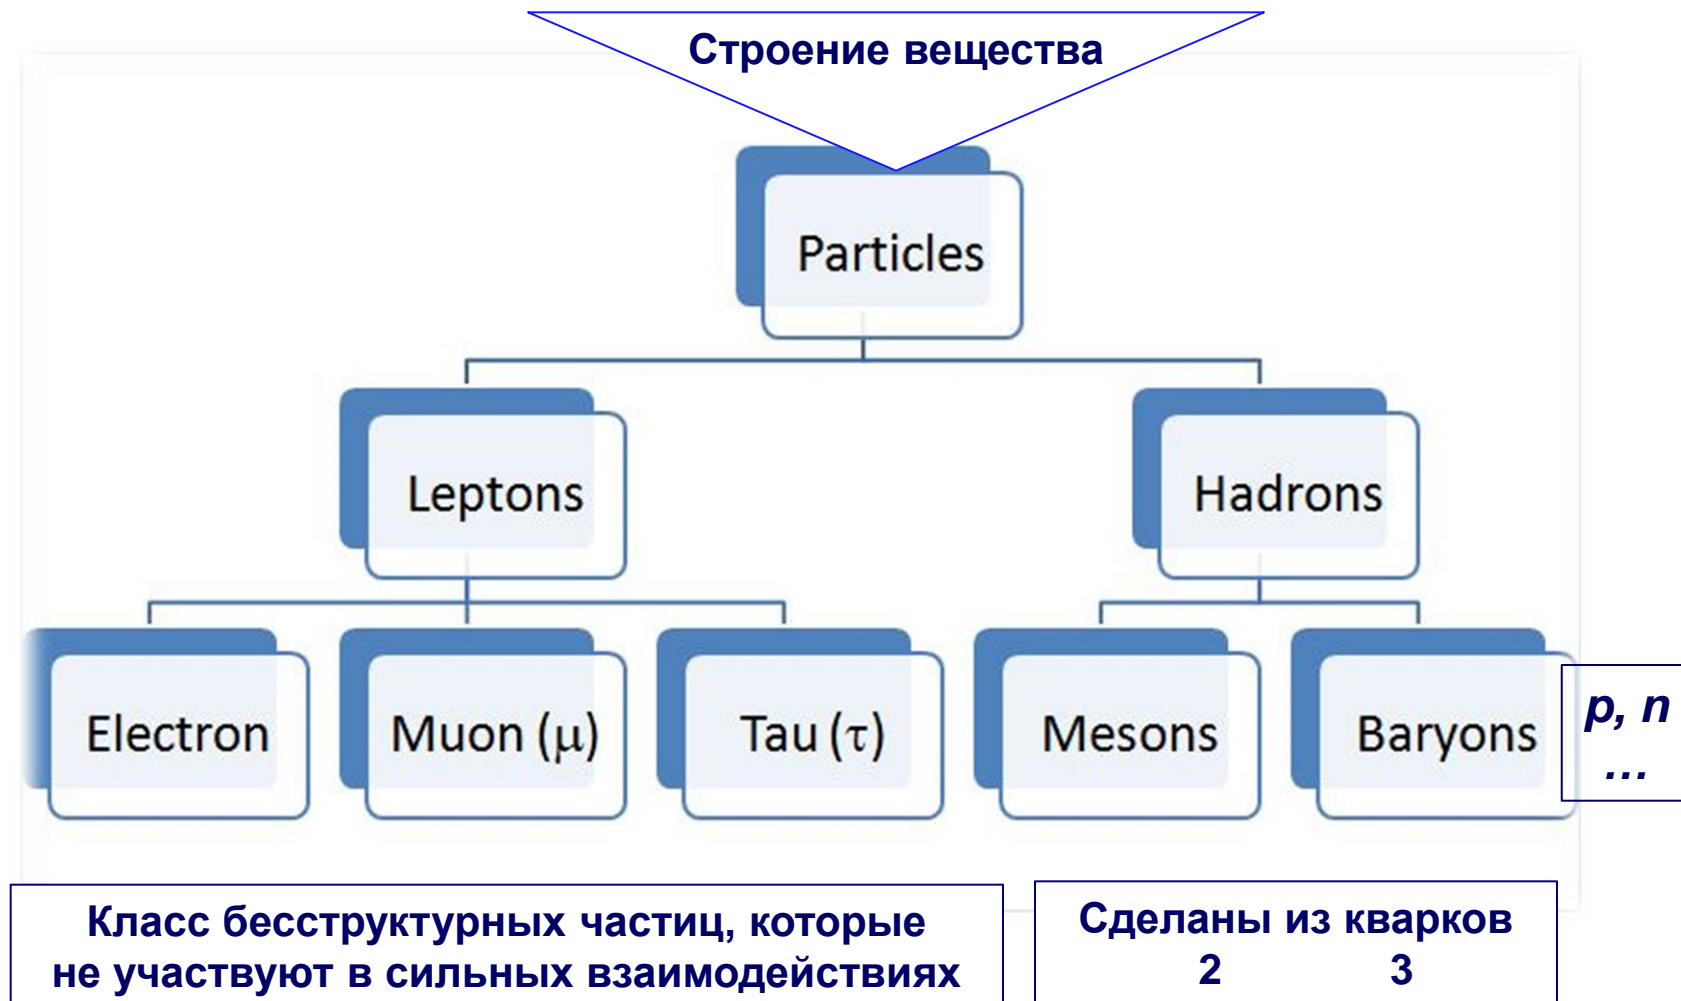 Строение вещества
Particles
Leptons
Hadrons
Electron
Muon (μ)
Tau (τ)
Mesons
Baryons
p, n
...
Класс бесструктурных частиц, которые
не участвуют в сильных взаимодействиях
Сделаны из кварков
2 3